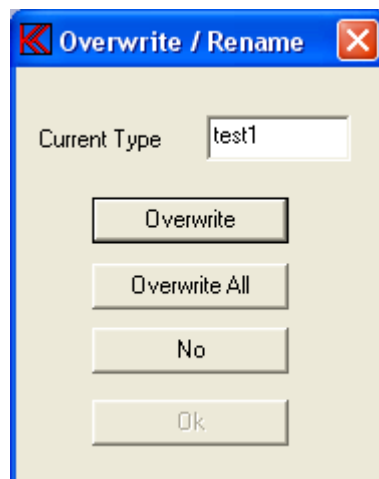 Overwrite / Rename
Current Type test1
Overwrite
Overwrite All
No
Ok